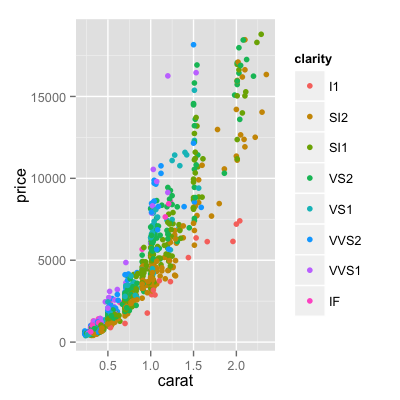 clarity
I1
SI2
SI1
VS2
VS1
VVS2
VVS1
IF
price
15000
10000
5000
0
0.5 1.0 1.5 2.0
carat